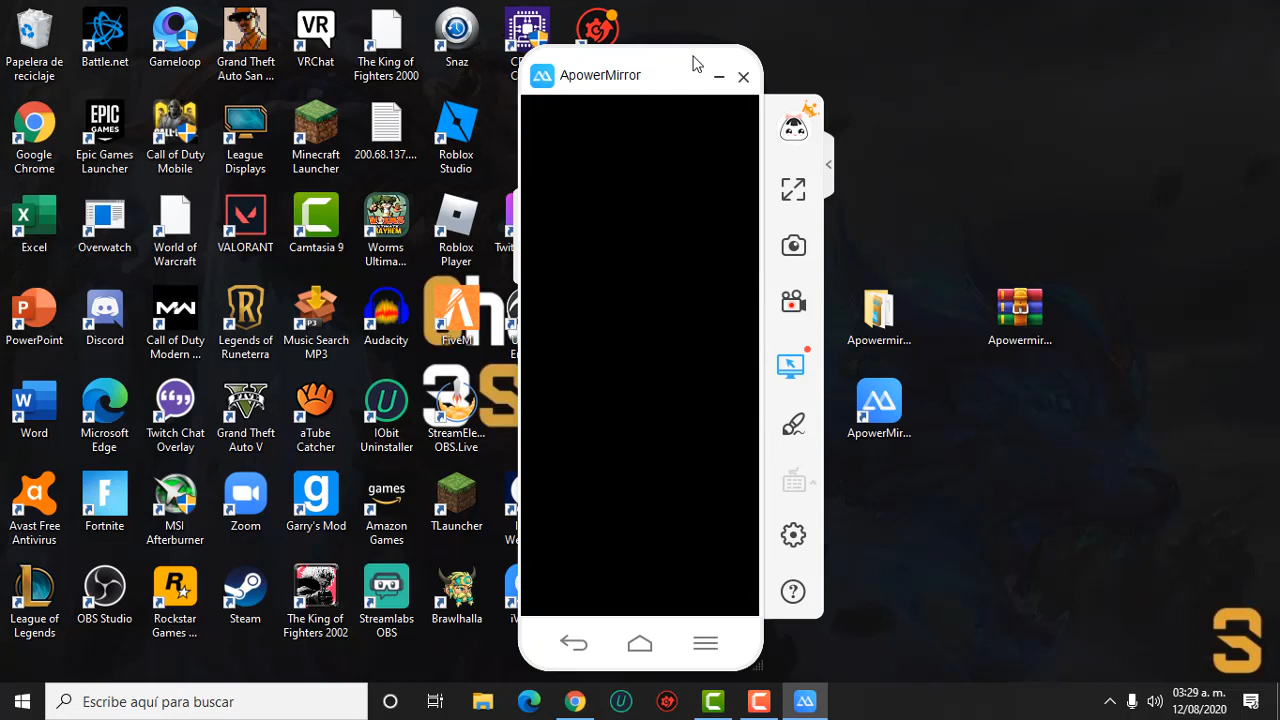 Papelera de
reciclaje
Battle.net
Gameloop
Grand Theft
Auto San ...
VR
VRChat
The King of
Fighters 2000
Snaz
ApowerMirror
Google
Chrome
EPIC
GAMES
Epic Games
Launcher
Call of Duty
Mobile
League
Displays
Minecraft
Launcher
200.68.137....
Roblox
Studio
Excel
Overwatch
World of
Warcraft
VALORANT
Camtasia 9
Worms
Ultima...
Roblox
Player
PowerPoint
Discord
Call of Duty
Modern ...
Legends of
Runeterra
P3
Music Search
MP3
Audacity
FiveM
Apowermir...
Apowermir...
Word
Microsoft
Edge
Twitch Chat
Overlay
Grand Theft
Auto V
aTube
Catcher
IObit
Uninstaller
StreamEle...
OBS.Live
ApowerMir...
Avast Free
Antivirus
Fortnite
MSI
Afterburner
Zoom
Garry's Mod
games
Amazon
Games
TLauncher
League of
Legends
OBS Studio
Rockstar
Games ...
Steam
The King of
Fighters 2002
Streamlabs
OBS
Brawlhalla
Escribe aquí para buscar
03:29 a. m.
12/08/2020